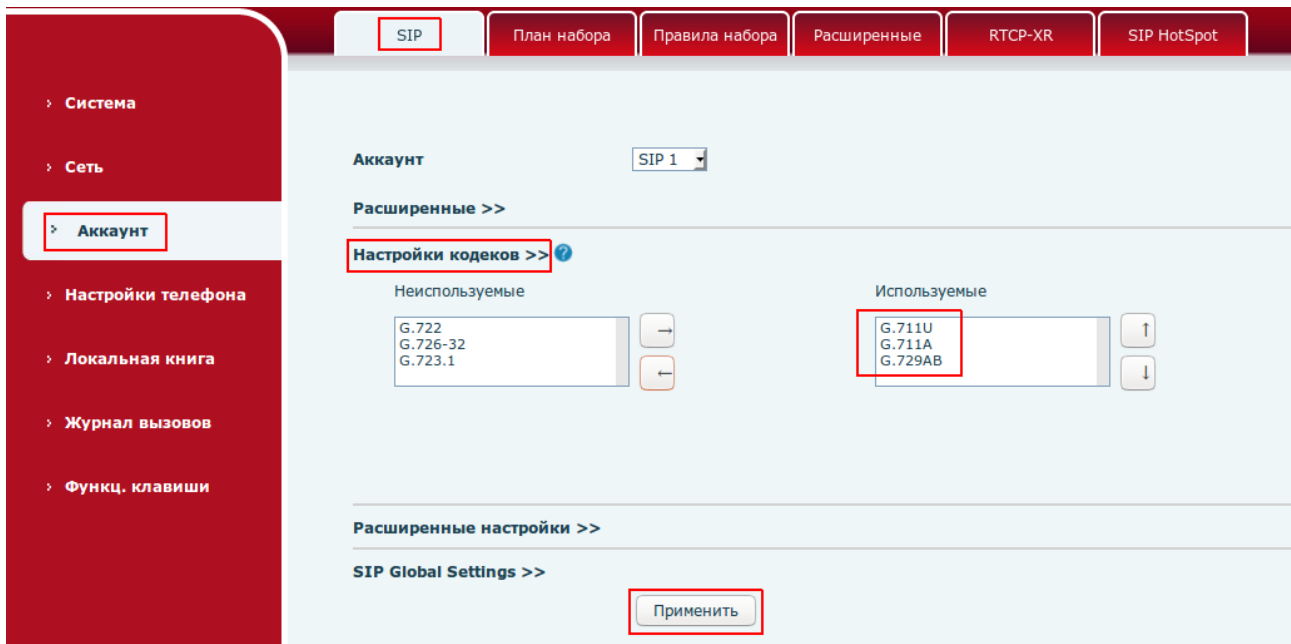 SIP
План набора
Правила набора
Расширенные
RTCP-XR
SIP HotSpot
Система
Сеть
Аккаунт
Настройки телефона
Локальная книга
Журнал вызовов
Функц. клавиши
Аккаунт SIP 1
Расширенные >>
Настройки кодеков >> ?
Неиспользуемые
G.722
G.726-32
G.723.1
→
←
Используемые
G.711U
G.711A
G.729AB
↑
↓
Расширенные настройки >>
SIP Global Settings >>
Применить